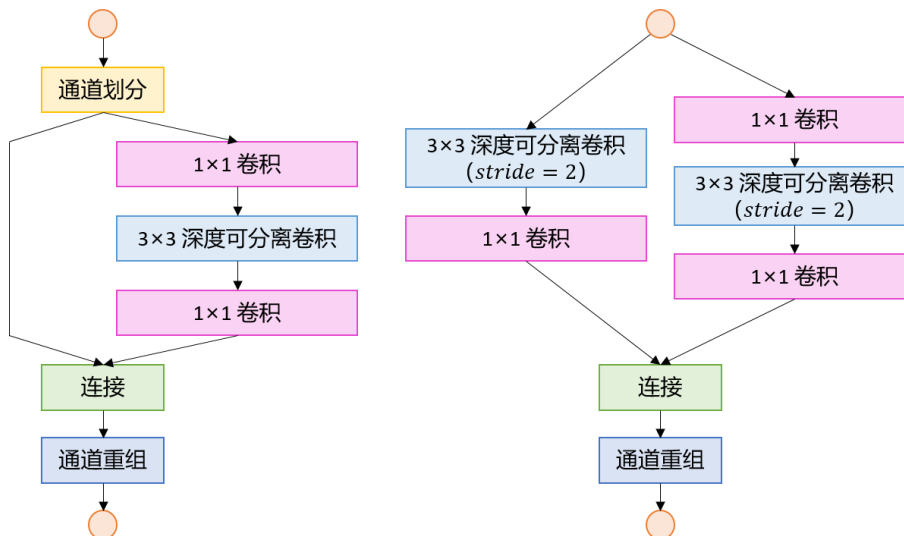 通道划分
1×1 卷积
3×3 深度可分离卷积
1×1 卷积
连接
通道重组
3×3 深度可分离卷积
（stride = 2）
1×1 卷积
1×1 卷积
3×3 深度可分离卷积
（stride = 2）
1×1 卷积
连接
通道重组